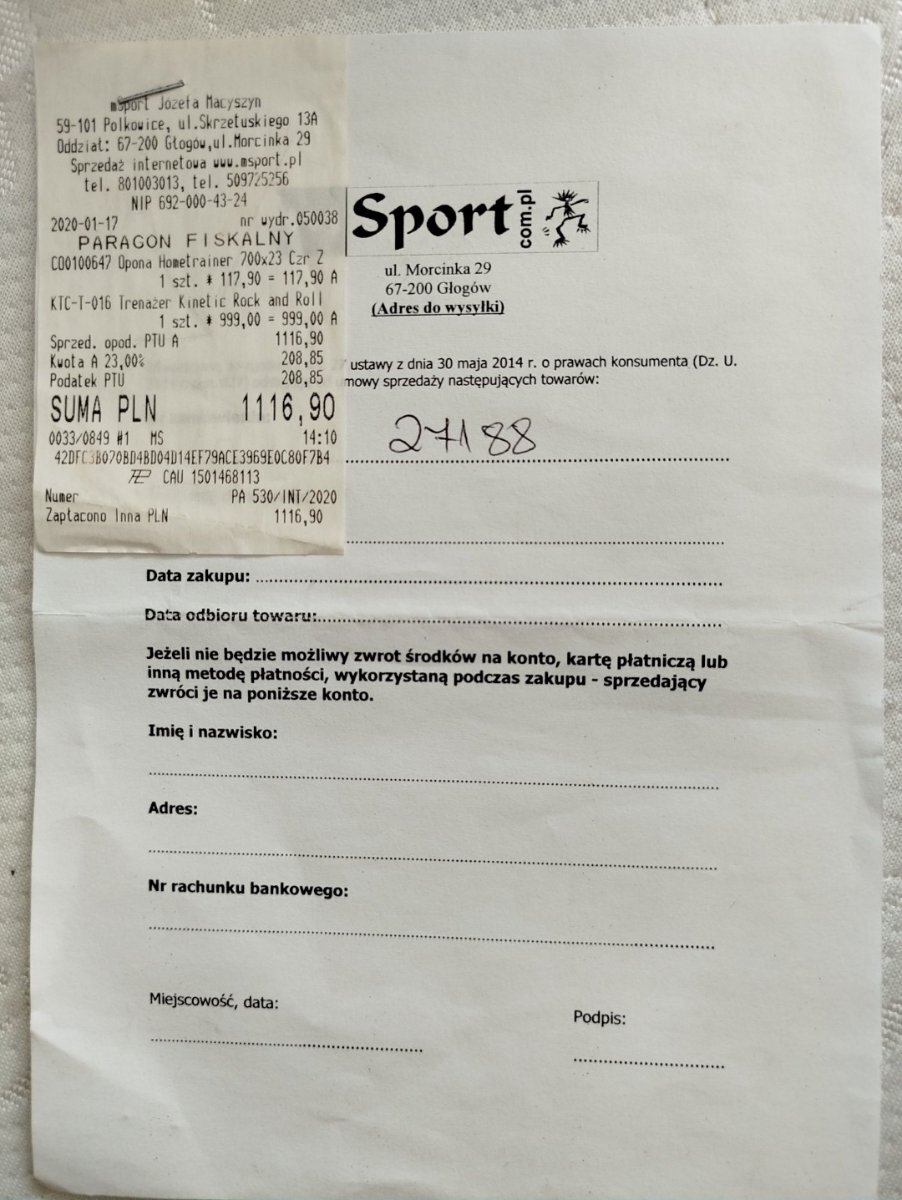 msport Józefa Macyszyn
59-101 Polkowice, ul.Skrzetuskiego 13A
Oddział: 67-200 Głogów,ul.Morcinka 29
Sprzedaż internetowa www.msport.pl
tel. 801003013, tel. 509725256
NIP 692-000-43-24
2020-01-17 nr wydr.050038
PARAGON FISKALNY
C00100647 Opona Hometrainer 700x23 Czr Z
1 szt. * 117,90 = 117,90 A
KTC-T-016 Trenażer Kinetic Rock and Roll
1 szt. * 999,00 = 999,00 A
Sprzed. opod. PTU A 1116,90
Kwota A 23,00% 208,85
Podatek PTU 208,85
SUMA PLN 1116,90
0033/0849 #1 MS 14:10
42DFC3B070BD4BD04D14EF79ACE3969E0C80F7B4
CAU 1501468113
Numer PA 530/INT/2020
Zapłacono Inna PLN 1116,90
Sport com.pl
ul. Morcinka 29
67-200 Głogów
(Adres do wysyłki)
ustawy z dnia 30 maja 2014 r. o prawach konsumenta (Dz. U.
mowy sprzedaży następujących towarów:
27188
Data zakupu:
Data odbioru towaru:
Jeżeli nie będzie możliwy zwrot środków na konto, kartę płatniczą lub
inną metodę płatności, wykorzystaną podczas zakupu - sprzedający
zwróci je na poniższe konto.
Imię i nazwisko:
Adres:
Nr rachunku bankowego:
Miejscowość, data:
Podpis: